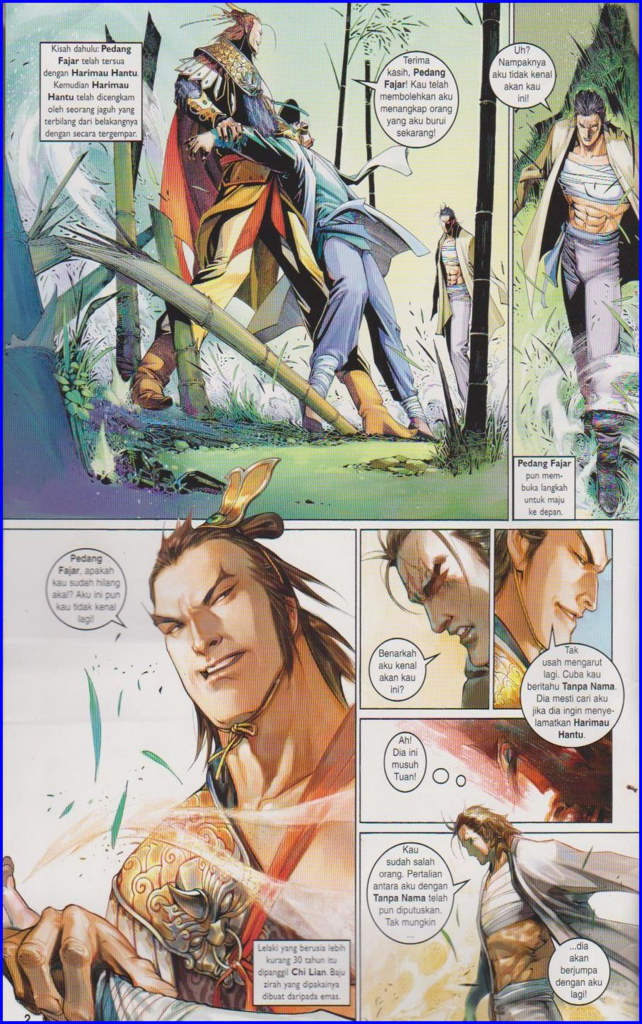 Kisah dahulu: Pedang
Fajar telah tersua
dengan Harimau Hantu.
Kemudian Harimau
Hantu telah dicengkam
oleh seorang jaguh yang
terbilang dari belakangnya
dengan secara tergempar.
Terima
kasih, Pedang
Fajar! Kau telah
membolehkan aku
menangkap orang
yang aku burui
sekarang!
Uh?
Nampaknya
aku tidak kenal
akan kau
ini!
Pedang Fajar
pun mem-
buka langkah
untuk maju
ke depan.
Pedang
Fajar, apakah
kau sudah hilang
akal? Aku ini pun
kau tidak kenal
lagi!
Lelaki yang berusia lebih
kurang 30 tahun itu
dipanggil Chi Lian. Baju
zirah yang dipakainya
dibuat daripada emas.
Benarkah
aku kenal
akan kau
ini?
Tak
usah mengarut
lagi. Cuba kau
beritahu Tanpa Nama.
Dia mesti cari aku
jika dia ingin menye-
lamatkan Harimau
Hantu.
Ah!
Dia ini
musuh
Tuan!
Kau
sudah salah
orang. Pertalian
antara aku dengan
Tanpa Nama telah
pun diputuskan.
Tak mungkin
...
...dia
akan
berjumpa
dengan aku
lagi!
2